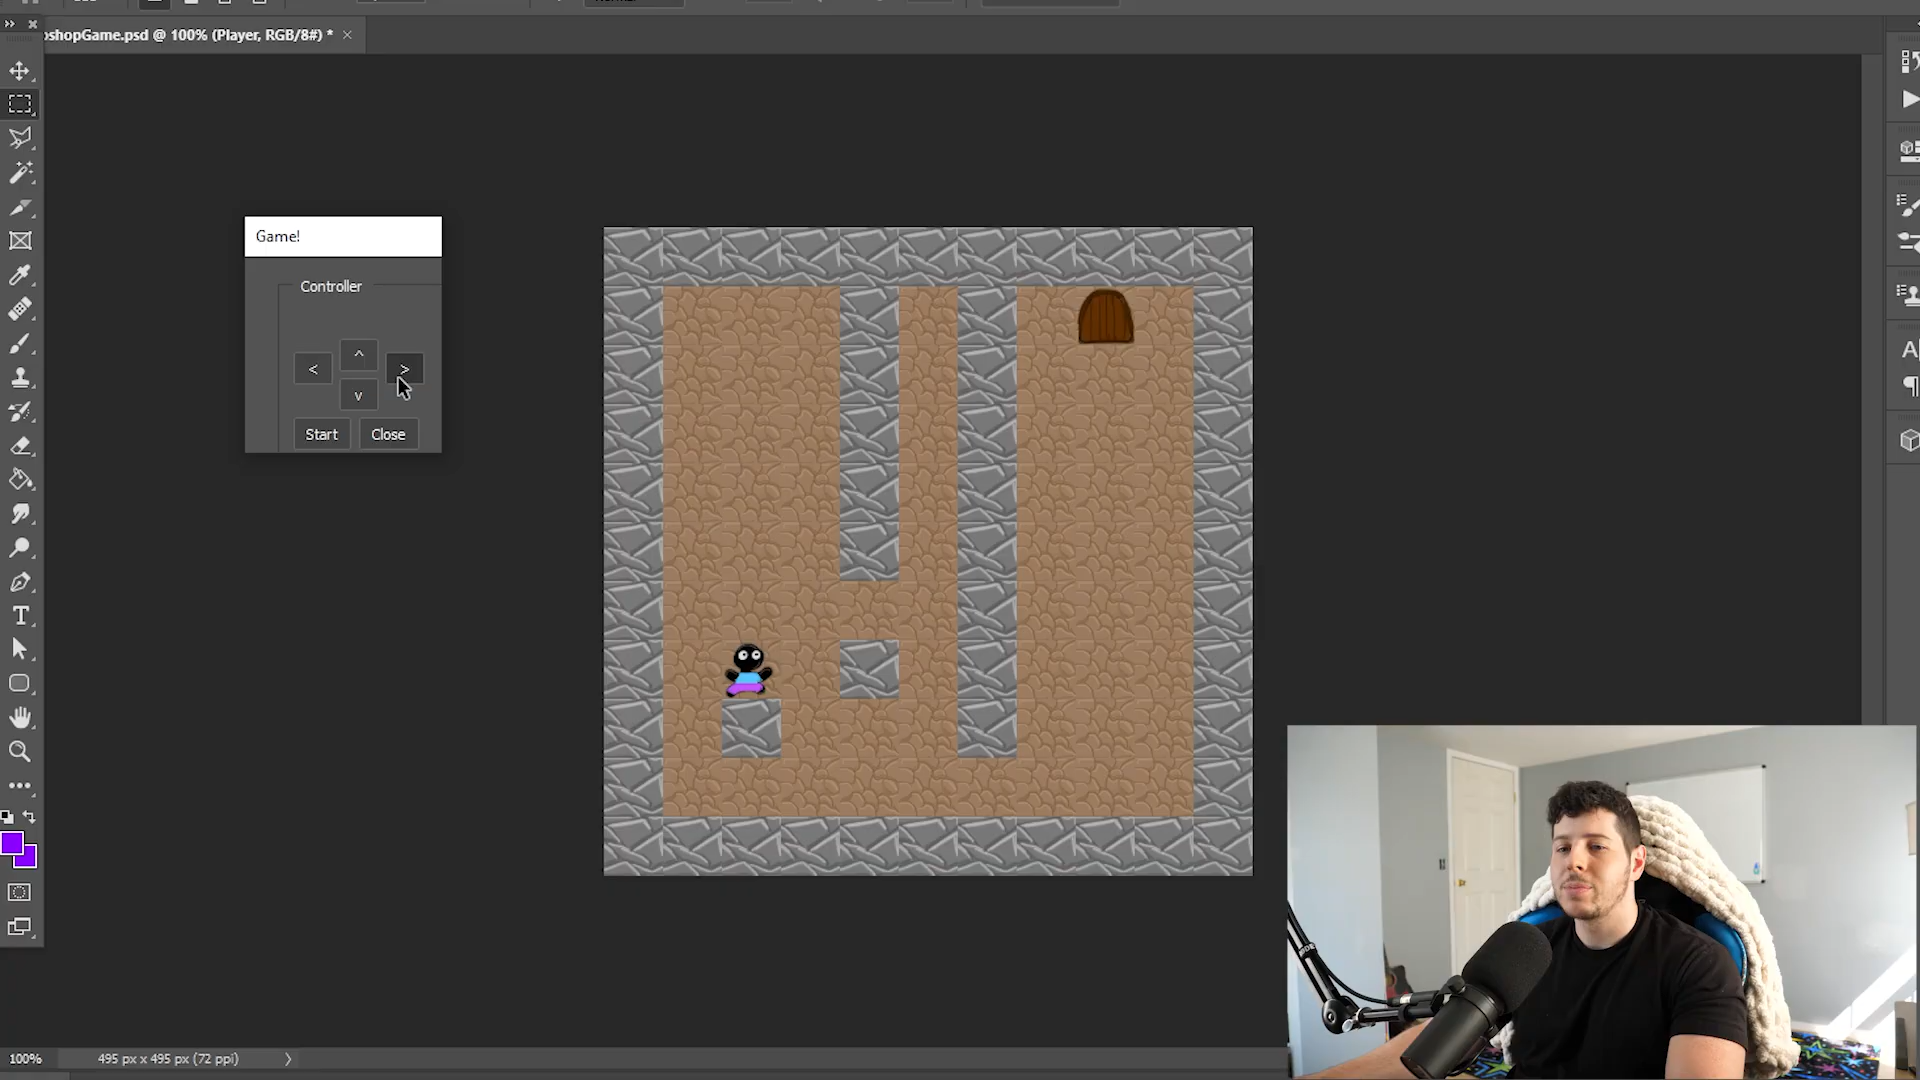 shopGame.psd @ 100% (Player, RGB/8#) * ×
Game!
Controller
^
< >
v
Start Close
100% 495 px x 495 px (72 ppi) >